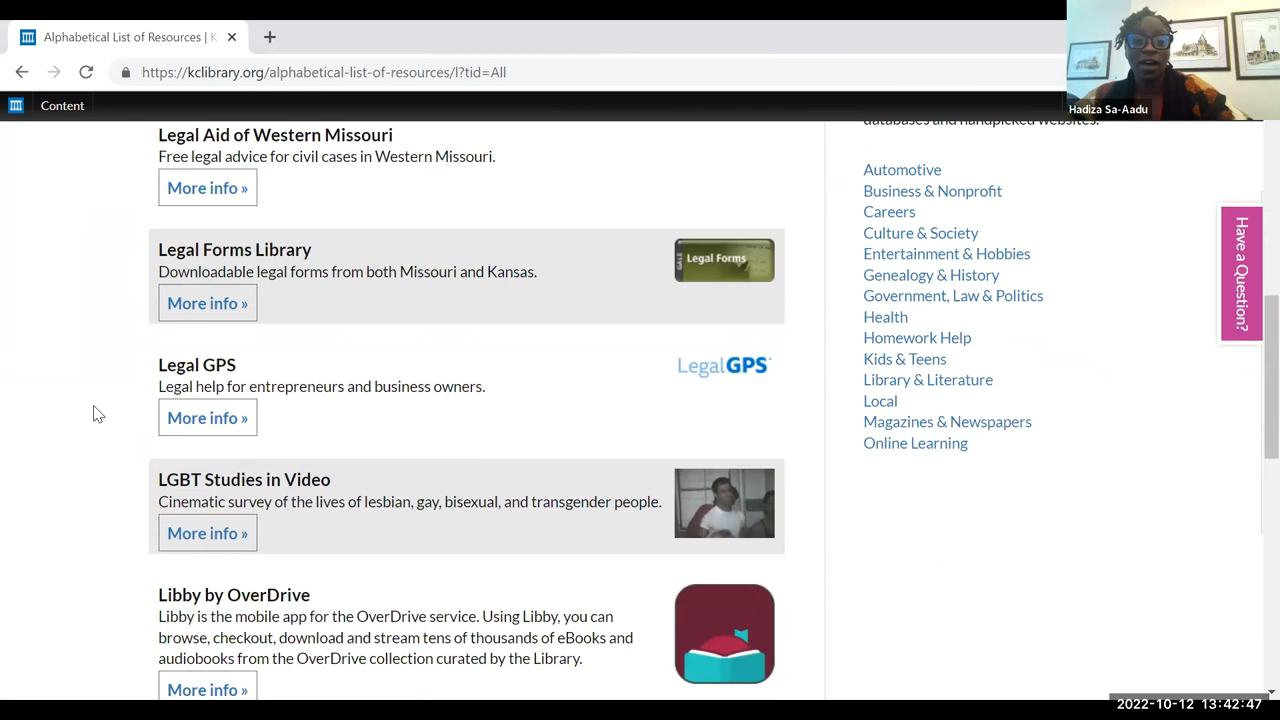 Alphabetical List of Resources | K
https://kclibrary.org/alphabetical-list-of-resources/l?tid=All
Hadiza Sa-Aadu
Content
Legal Aid of Western Missouri
Free legal advice for civil cases in Western Missouri.
More info »
Legal Forms Library
Downloadable legal forms from both Missouri and Kansas.
More info »
Legal Forms
Legal GPS
Legal help for entrepreneurs and business owners.
More info »
LegalGPS
LGBT Studies in Video
Cinematic survey of the lives of lesbian, gay, bisexual, and transgender people.
More info »
Libby by OverDrive
Libby is the mobile app for the OverDrive service. Using Libby, you can
browse, checkout, download and stream tens of thousands of eBooks and
audiobooks from the OverDrive collection curated by the Library.
More info »
databases and handpicked websites.
Automotive
Business & Nonprofit
Careers
Culture & Society
Entertainment & Hobbies
Genealogy & History
Government, Law & Politics
Health
Homework Help
Kids & Teens
Library & Literature
Local
Magazines & Newspapers
Online Learning
Have a Question?
2022-10-12 13:42:47